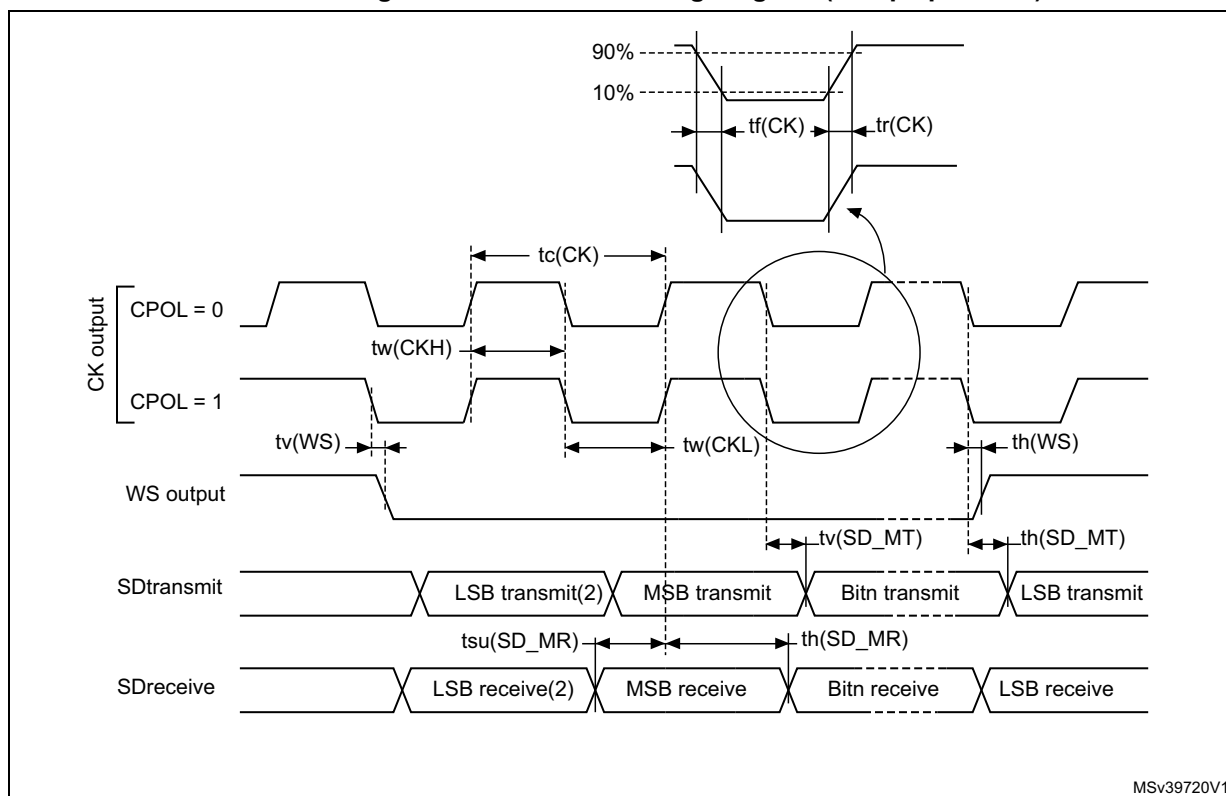 90%
10%
tf(CK)
tr(CK)
tc(CK)
CK output
CPOL = 0
tw(CKH)
CPOL = 1
tv(WS)
tw(CKL)
th(WS)
WS output
tv(SD_MT)
th(SD_MT)
SDtransmit
LSB transmit(2)
MSB transmit
Bitn transmit
LSB transmit
tsu(SD_MR)
th(SD_MR)
SDreceive
LSB receive(2)
MSB receive
Bitn receive
LSB receive
MSv39720V1